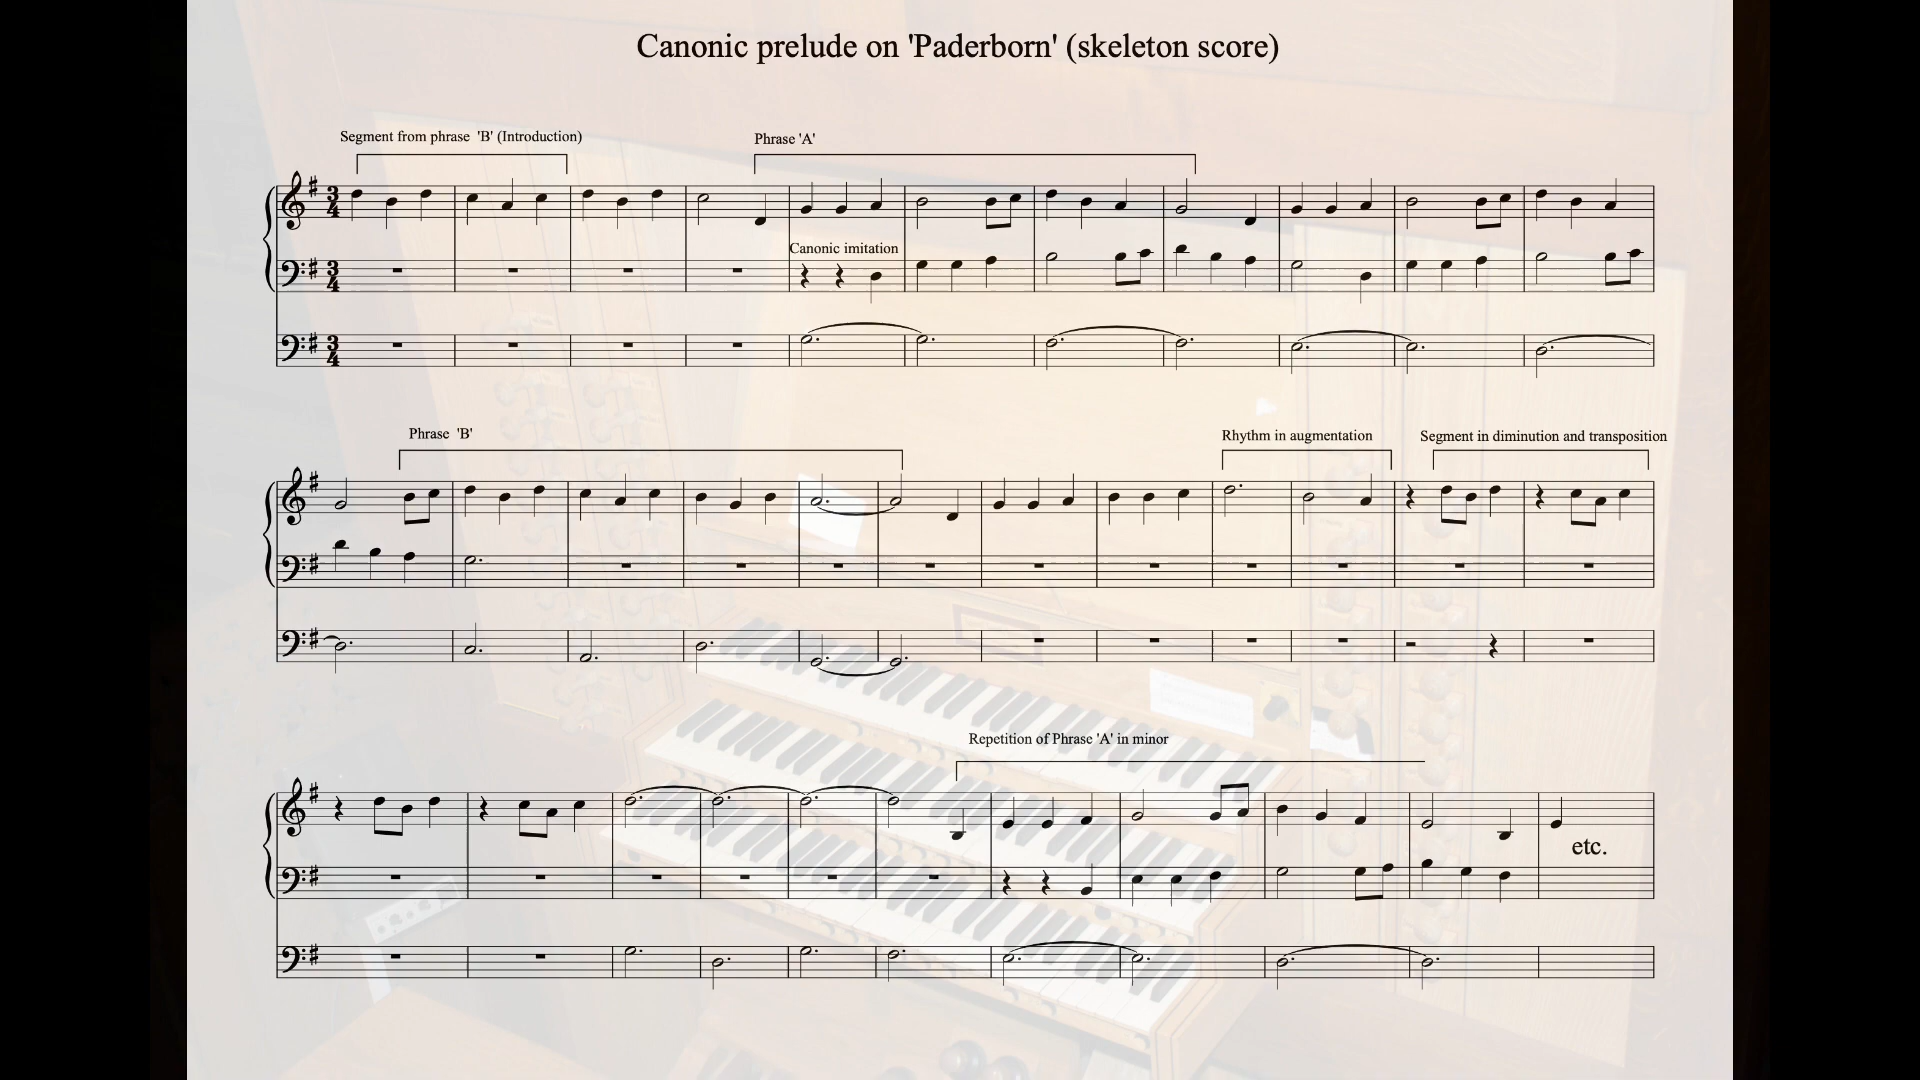 Canonic prelude on 'Paderborn' (skeleton score)
Segment from phrase 'B' (Introduction)
Phrase 'A'
Canonic imitation
Phrase 'B'
Rhythm in augmentation
Segment in diminution and transposition
Repetition of Phrase 'A' in minor
etc.